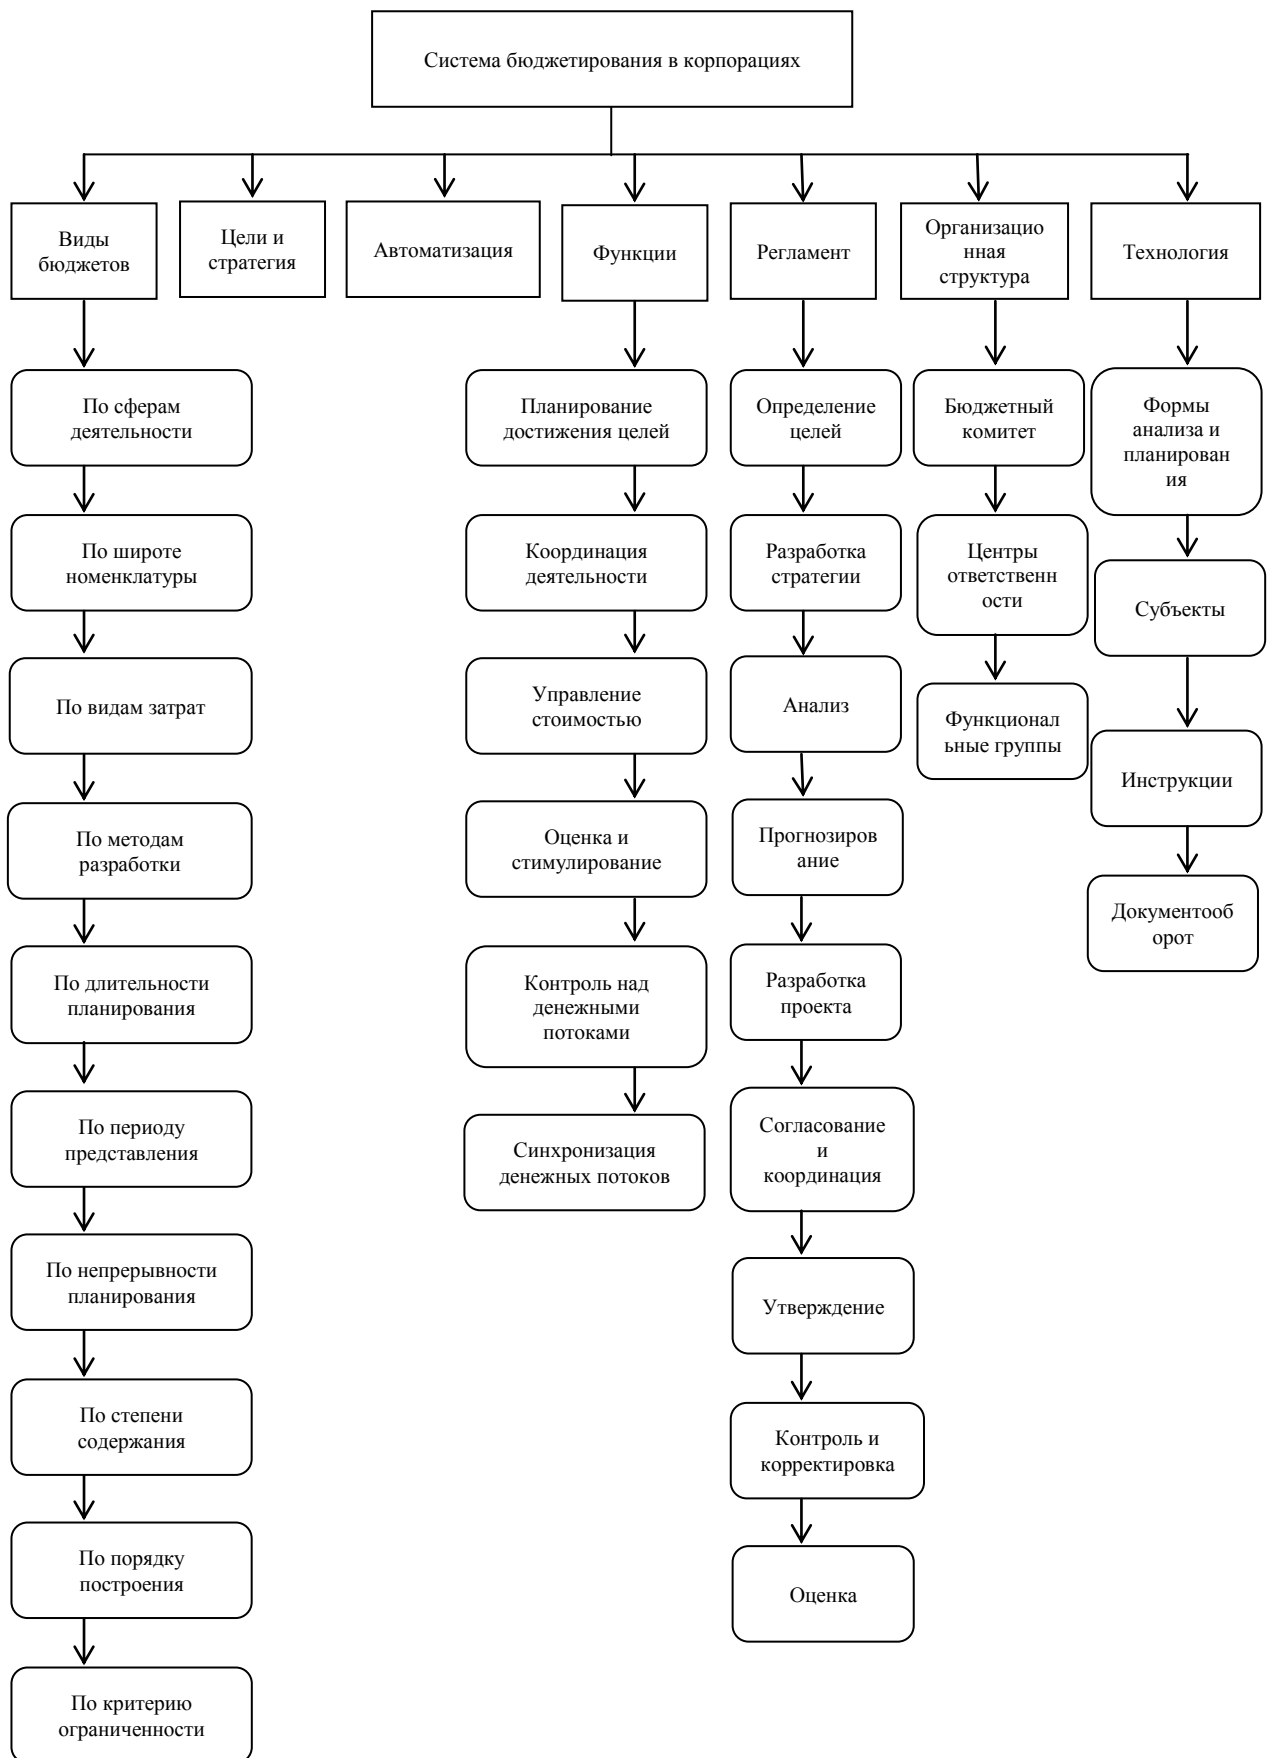 Система бюджетирования в корпорациях
Виды
бюджетов
Цели и
стратегия
Автоматизация
Функции
Регламент
Организацио
нная
структура
Технология
По сферам
деятельности
По широте
номенклатуры
По видам затрат
По методам
разработки
По длительности
планирования
По периоду
представления
По непрерывности
планирования
По степени
содержания
По порядку
построения
По критерию
ограниченности
Планирование
достижения целей
Координация
деятельности
Управление
стоимостью
Оценка и
стимулирование
Контроль над
денежными
потоками
Синхронизация
денежных потоков
Определение
целей
Разработка
стратегии
Анализ
Прогнозиров
ание
Разработка
проекта
Согласование
и
координация
Утверждение
Контроль и
корректировка
Оценка
Бюджетный
комитет
Центры
ответственн
ости
Функционал
ьные группы
Формы
анализа и
планирован
ия
Субъекты
Инструкции
Документооб
орот